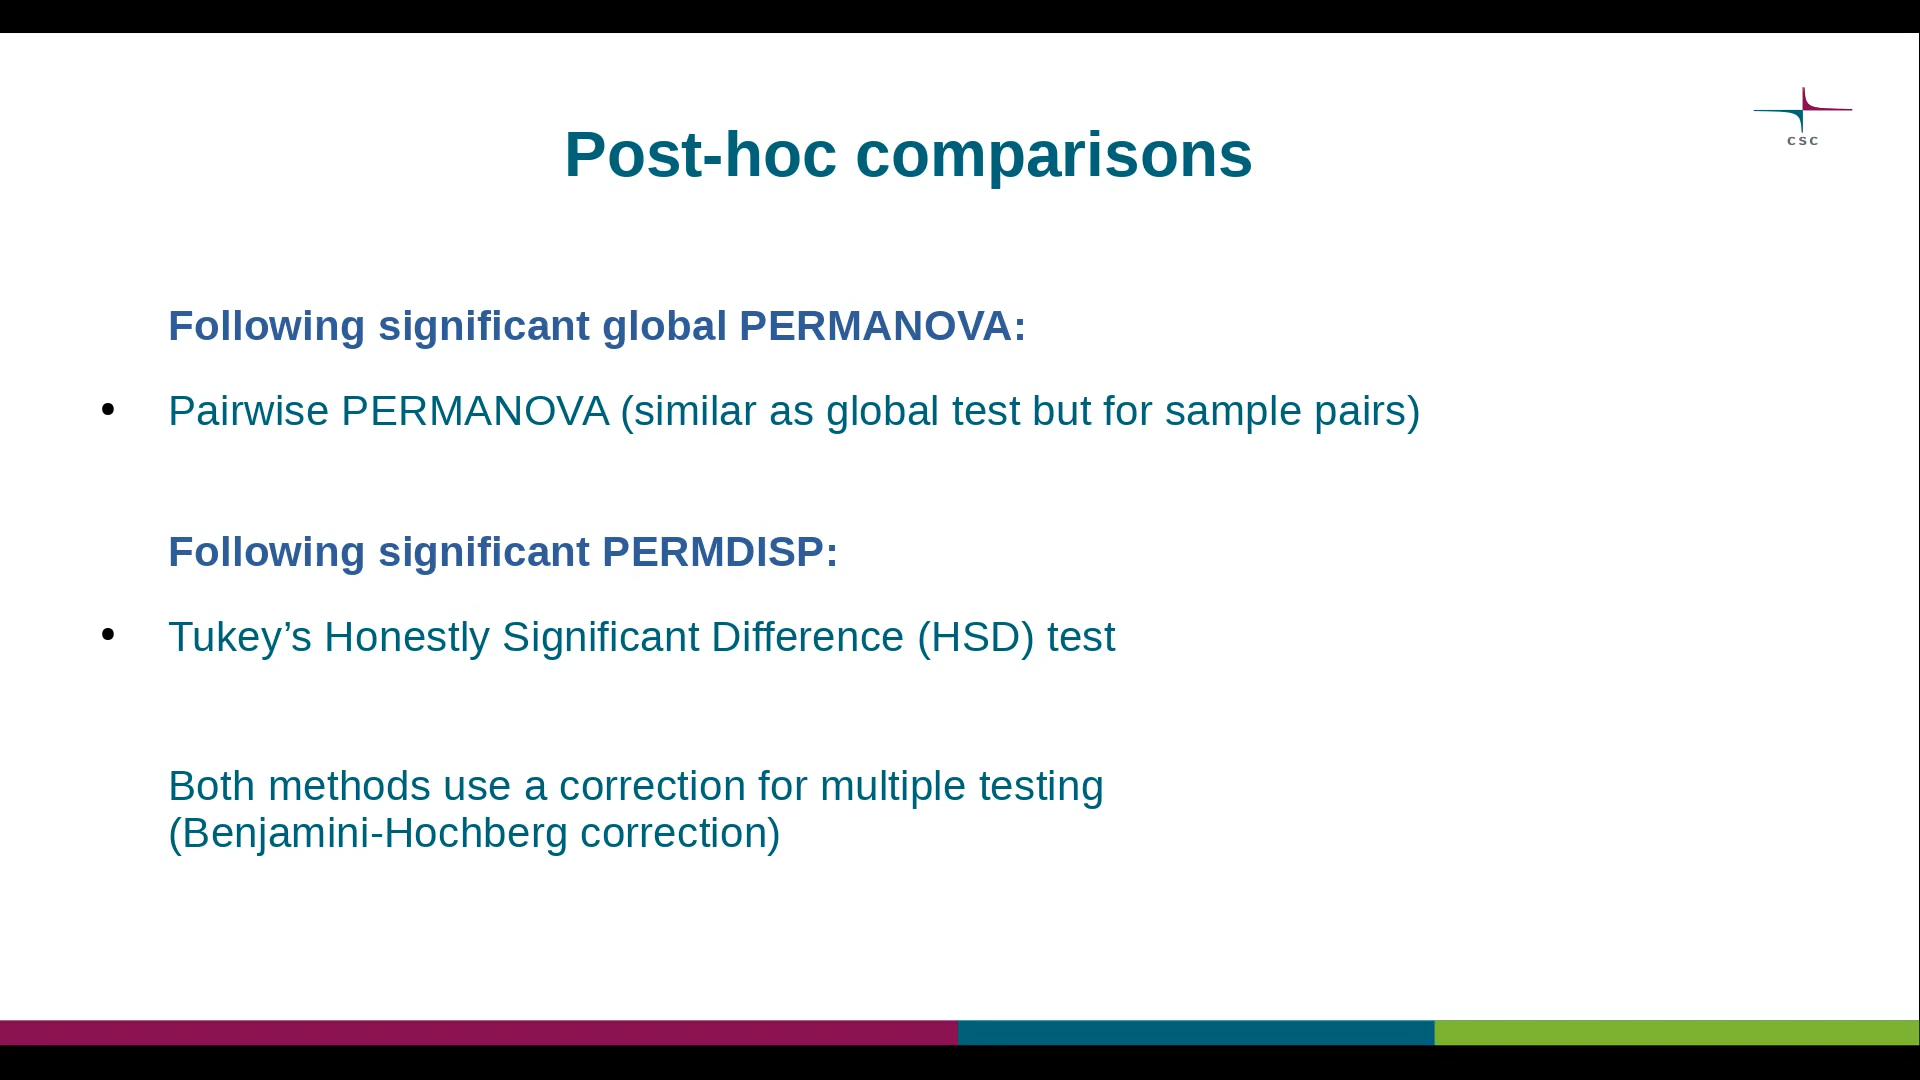 csc
Post-hoc comparisons
Following significant global PERMANOVA:
• Pairwise PERMANOVA (similar as global test but for sample pairs)
Following significant PERMDISP:
• Tukey’s Honestly Significant Difference (HSD) test
Both methods use a correction for multiple testing
(Benjamini-Hochberg correction)